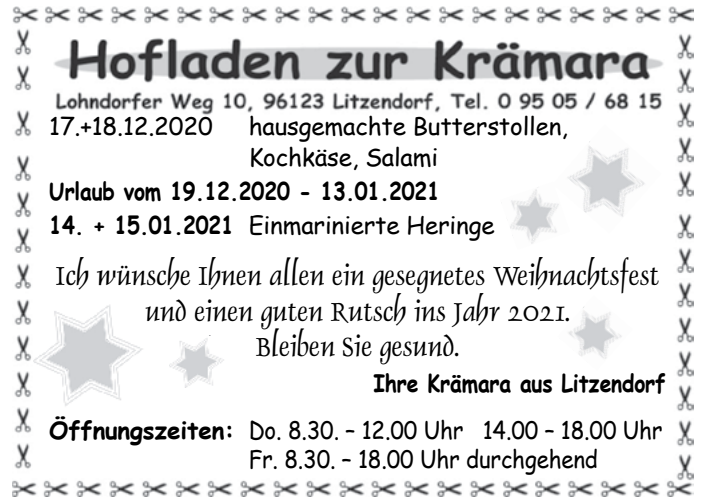 Hofladen zur Krämara
Lohndorfer Weg 10, 96123 Litzendorf, Tel. 0 95 05 / 68 15
17.+18.12.2020 hausgemachte Butterstollen,
Kochkäse, Salami
Urlaub vom 19.12.2020 - 13.01.2021
14. + 15.01.2021 Einmarinierte Heringe
Ich wünsche Ihnen allen ein gesegnetes Weihnachtsfest
und einen guten Rutsch ins Jahr 2021.
Bleiben Sie gesund.
Ihre Krämara aus Litzendorf
Öffnungszeiten: Do. 8.30. – 12.00 Uhr 14.00 – 18.00 Uhr
Fr. 8.30. – 18.00 Uhr durchgehend